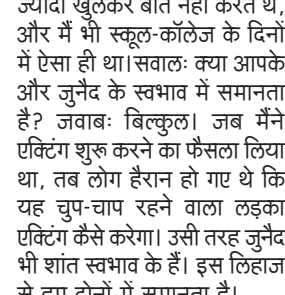 ज्यादा खुलकर बात नहीं करते थे,
और मैं भी स्कूल-कॉलेज के दिनों
में ऐसा ही था।सवालः क्या आपके
और जुनैद के स्वभाव में समानता
है? जवाबः बिल्कुल। जब मैंने
एक्टिंग शुरू करने का फैसला लिया
था, तब लोग हैरान हो गए थे कि
यह चुप-चाप रहने वाला लड़का
एक्टिंग कैसे करेगा। उसी तरह जुनैद
भी शांत स्वभाव के हैं। इस लिहाज
से हम दोनों में समानता है।